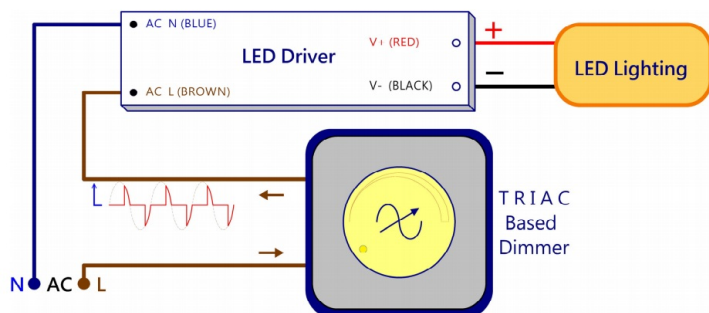 AC N (BLUE)
V+ (RED)
LED Driver
AC L (BROWN)
V- (BLACK)
+
−
LED Lighting
TRIAC
Based
Dimmer
N AC L